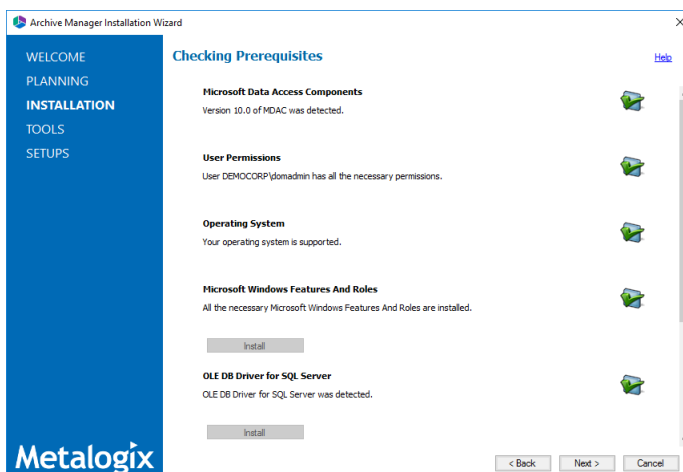 Archive Manager Installation Wizard
WELCOME
PLANNING
INSTALLATION
TOOLS
SETUPS
Checking Prerequisites
Help
Microsoft Data Access Components
Version 10.0 of MDAC was detected.
User Permissions
User DEMOCORP\domadmin has all the necessary permissions.
Operating System
Your operating system is supported.
Microsoft Windows Features And Roles
All the necessary Microsoft Windows Features And Roles are installed.
Install
OLE DB Driver for SQL Server
OLE DB Driver for SQL Server was detected.
Install
Metalogix
< Back
Next >
Cancel